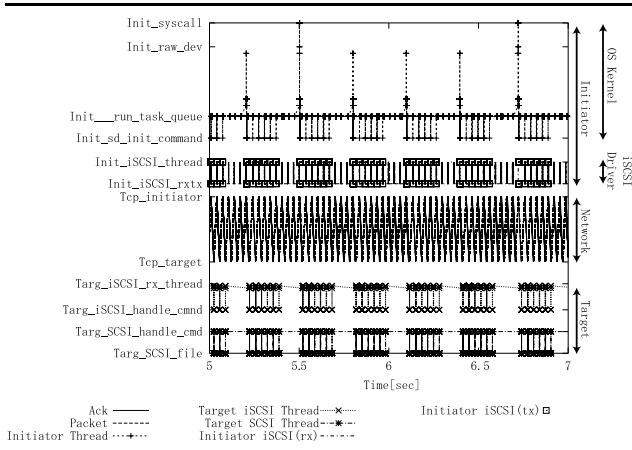 Init_syscall
Init_raw_dev
Init___run_task_queue
Init_sd_init_command
Init_iSCSI_thread
Init_iSCSI_rxtx
Tcp_initiator
Tcp_target
Targ_iSCSI_rx_thread
Targ_iSCSI_handle_cmnd
Targ_SCSI_handle_cmd
Targ_SCSI_file
5 5.5 6 6.5 7
Time[sec]
Initiator
OS Kernel
iSCSI
Driver
Network
Target
Ack
Packet
Initiator Thread
Target iSCSI Thread
Target SCSI Thread
Initiator iSCSI(rx)
Initiator iSCSI(tx)